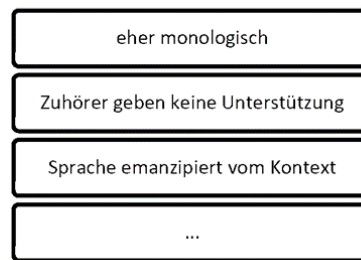 eher monologisch
Zuhörer geben keine Unterstützung
Sprache emanzipiert vom Kontext
...